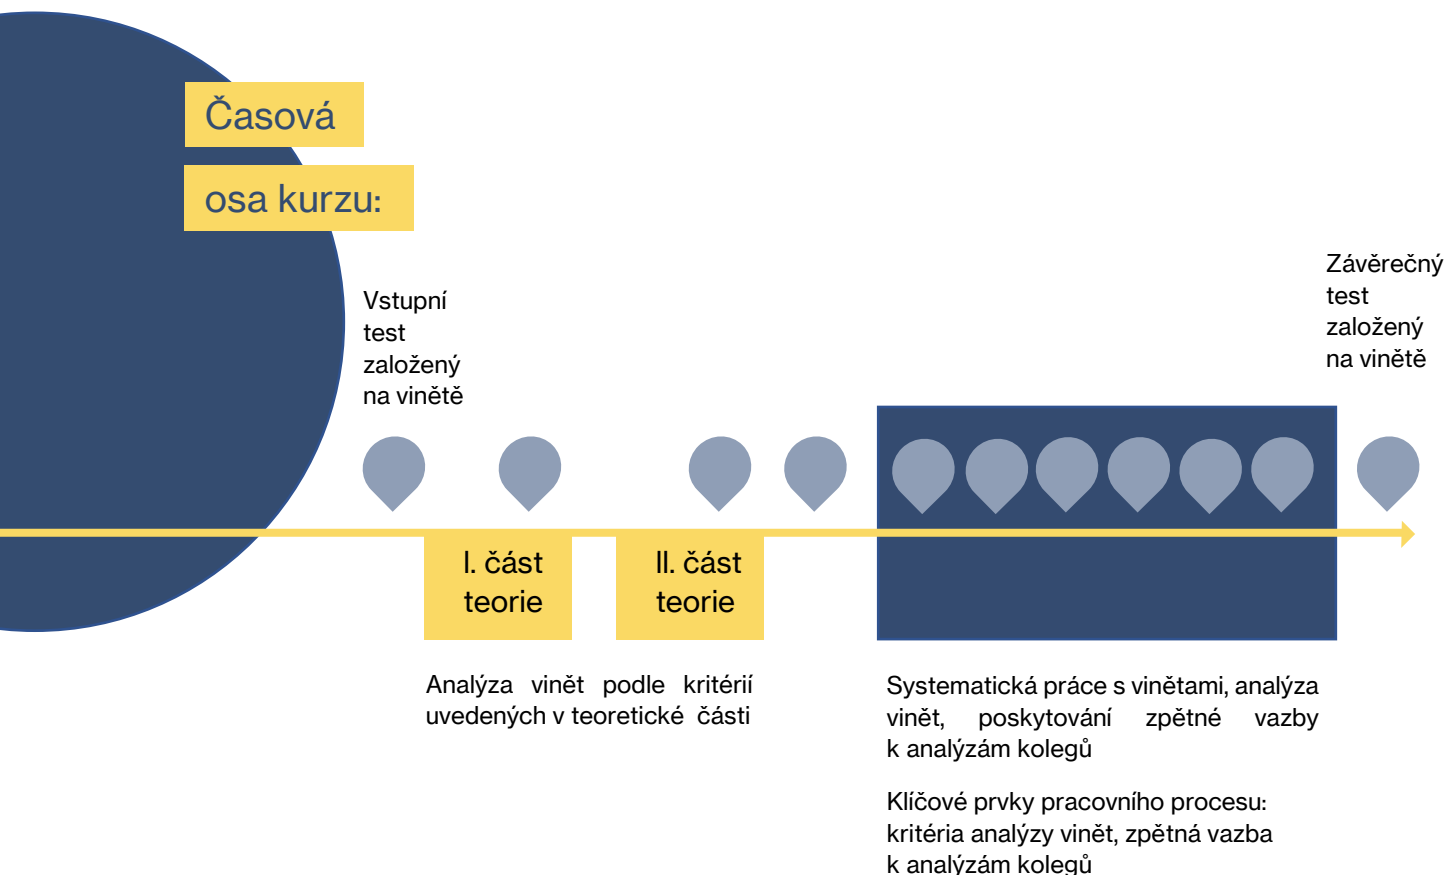 Časová
osa kurzu:
Vstupní
test
založený
na vinětě
Závěrečný
test
založený
na vinětě
I. část
teorie
II. část
teorie
Analýza vinět podle kritérií
uvedených v teoretické části
Systematická práce s vinětami, analýza
vinět, poskytování zpětné vazby
k analýzám kolegů
Klíčové prvky pracovního procesu:
kritéria analýzy vinět, zpětná vazba
k analýzám kolegů